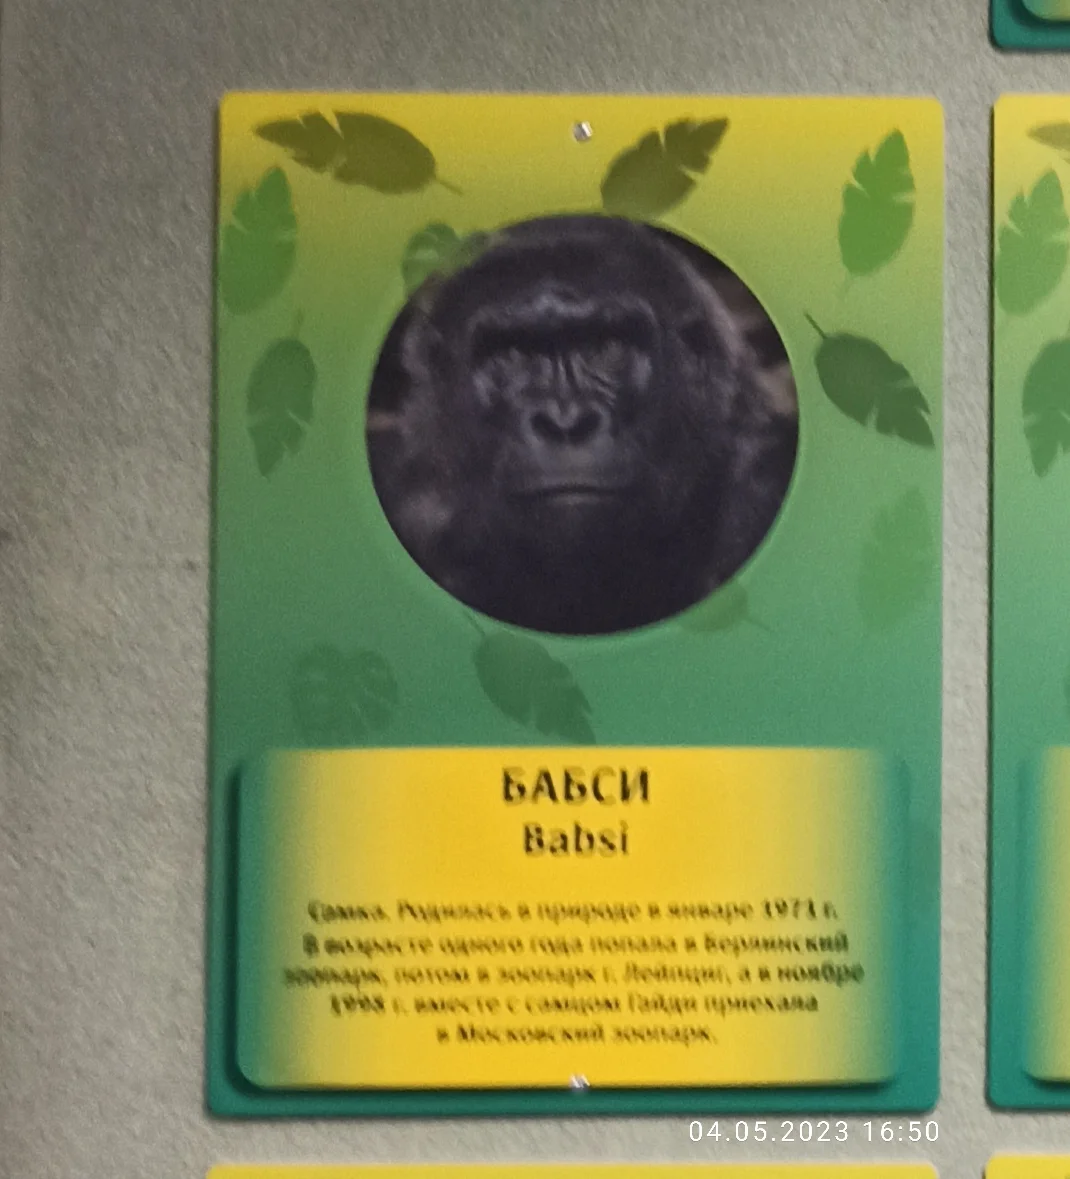 БАБСИ
Babsi
Самка. Родилась в природе в январе 1971 г.
В возрасте одного года попала в Берлинский
зоопарк, потом в зоопарк г. Лейпциг, а в ноябре
1998 г. вместе с самцом Гайди приехала
в Московский зоопарк.
04.05.2023 16:50